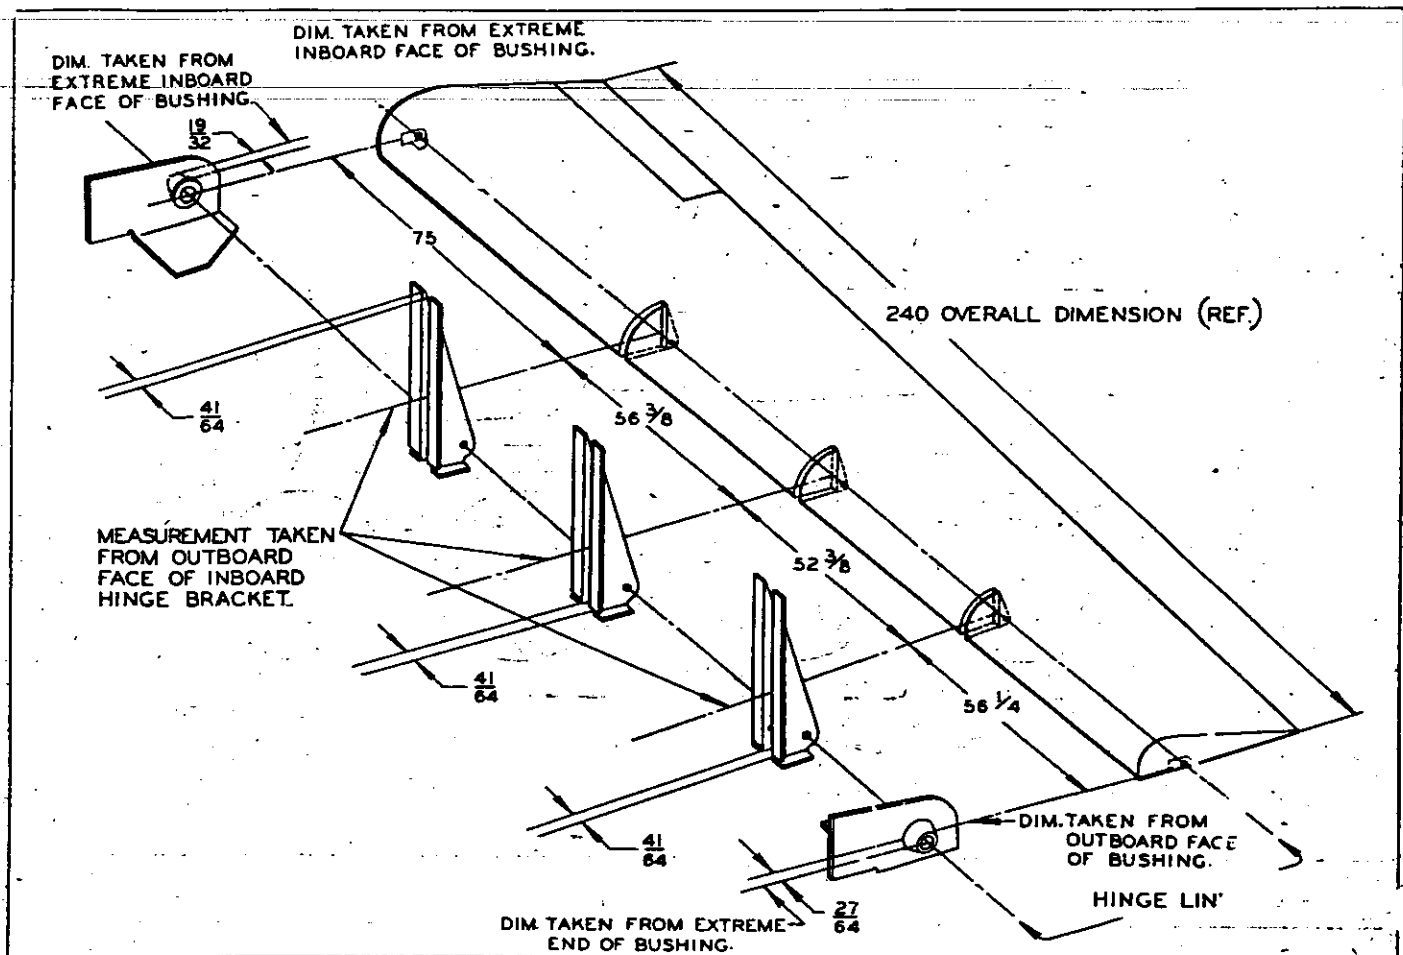 DIM. TAKEN FROM EXTREME
INBOARD FACE OF BUSHING.
DIM. TAKEN FROM
EXTREME INBOARD
FACE OF BUSHING
19
32
75
240 OVERALL DIMENSION (REF.)
41
64
56 3/8
MEASUREMENT TAKEN
FROM OUTBOARD
FACE OF INBOARD
HINGE BRACKET.
52 3/8
41
64
56 1/4
41
64
DIM. TAKEN FROM
OUTBOARD FACE
OF BUSHING.
HINGE LIN'
27
64
DIM. TAKEN FROM EXTREME
END OF BUSHING.